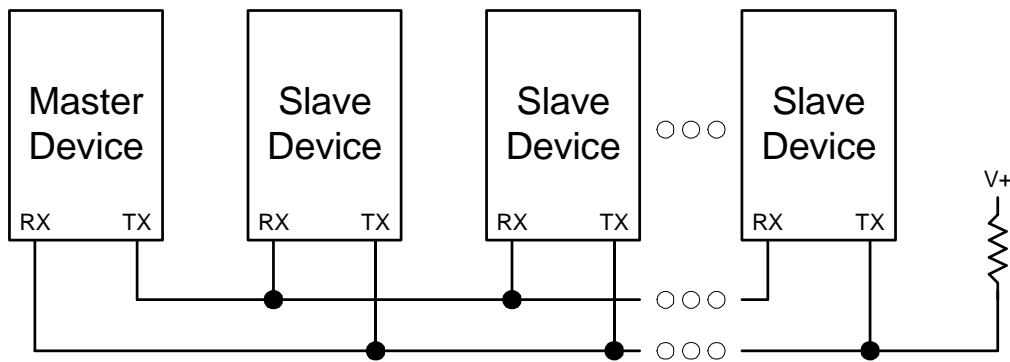 Master
Device
Slave
Device
Slave
Device
Slave
Device
RX TX
RX TX
RX TX
RX TX
V+